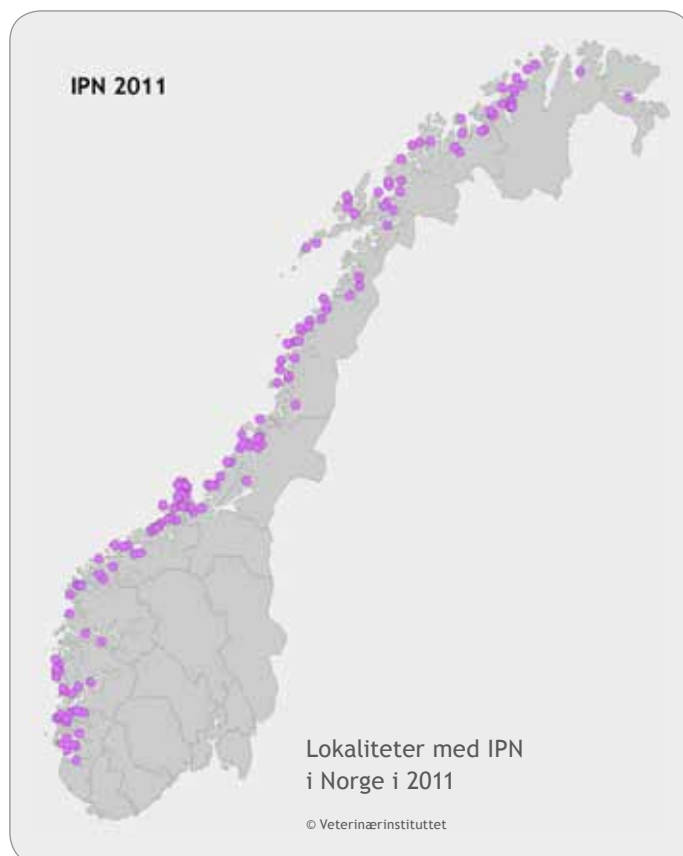 IPN 2011
Lokaliteter med IPN
i Norge i 2011
© Veterinærinstituttet